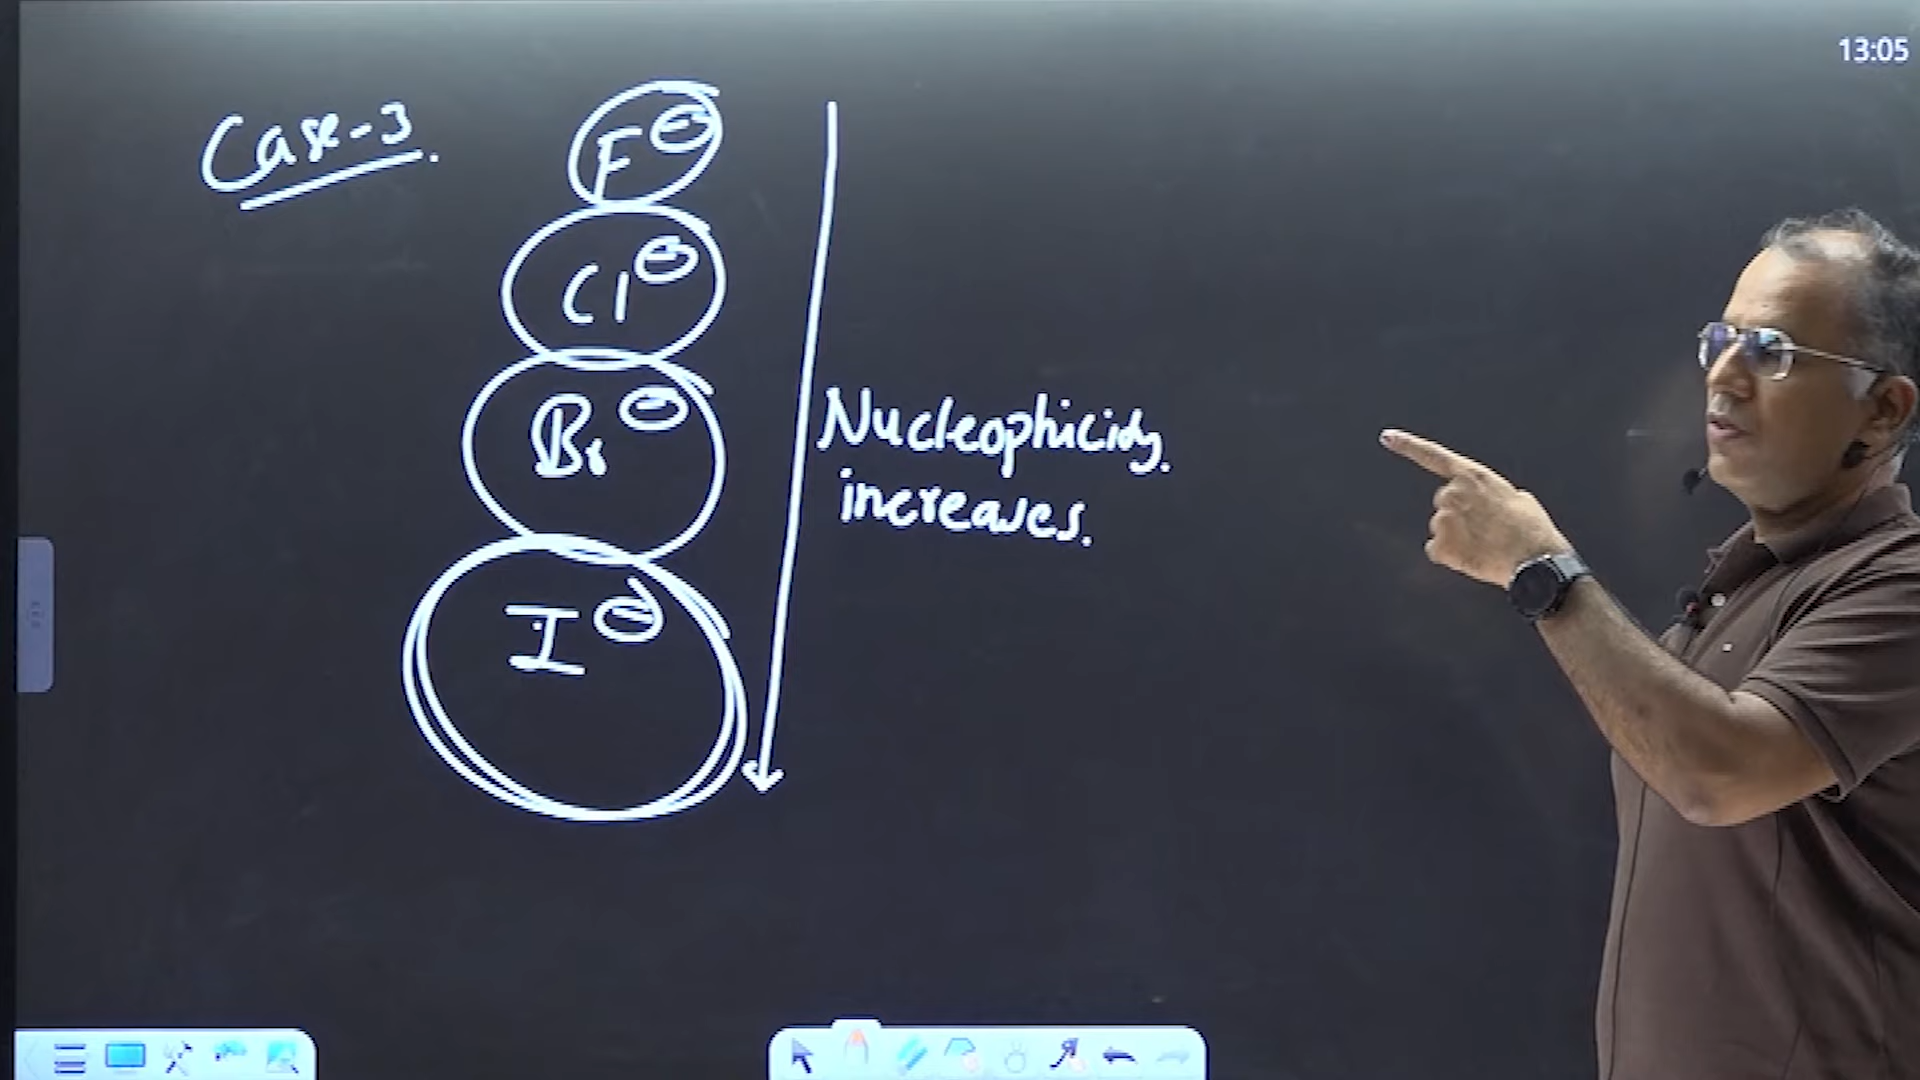 13:05
Case-3.
F⊖
Cl⊖
Br⊖
I⊖
Nucleophicity.
increases.